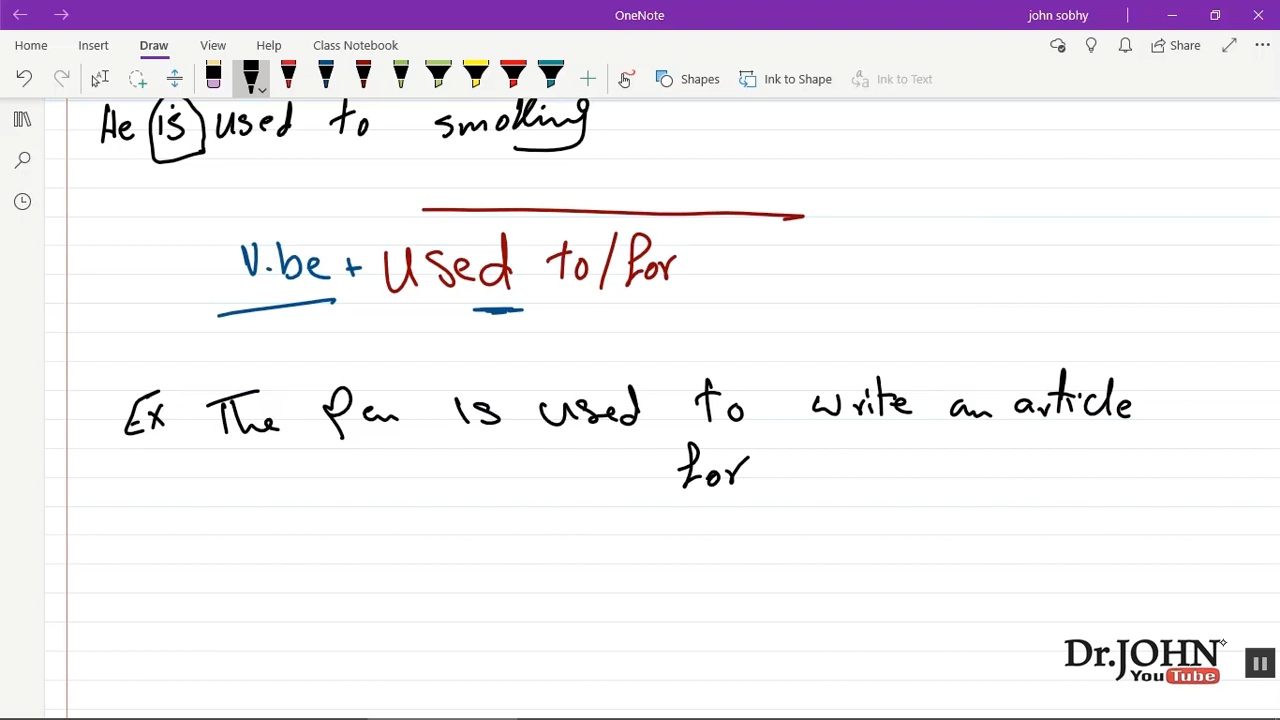 OneNote
john sobhy
Home Insert Draw View Help Class Notebook
Share
Shapes Ink to Shape Ink to Text
He is used to smoking
V.be + Used to/for
Ex The Pen is used to write an article
for
Dr.JOHN
YouTube